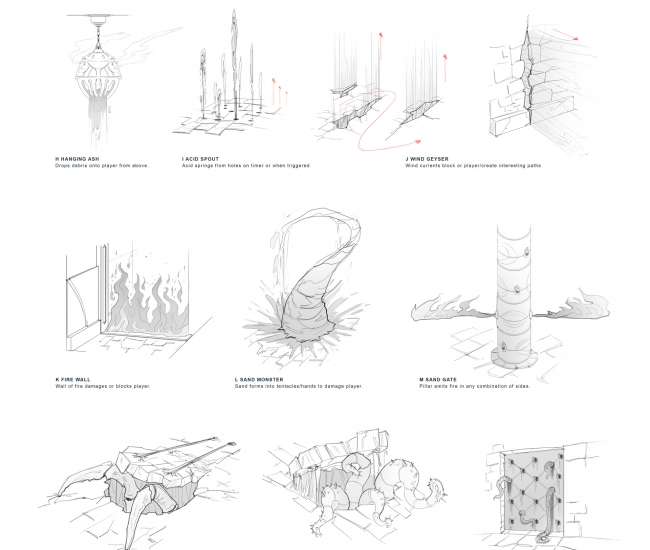 H HANGING ASH
Drops debris onto player from above.
I ACID SPOUT
Acid springs from holes on timer or when triggered.
J WIND GEYSER
Wind currents block or player/create interesting paths
K FIRE WALL
Wall of fire damages or blocks player.
L SAND MONSTER
Sand forms into tentacles/hands to damage player.
M SAND GATE
Pillar emits fire in any combination of sides.